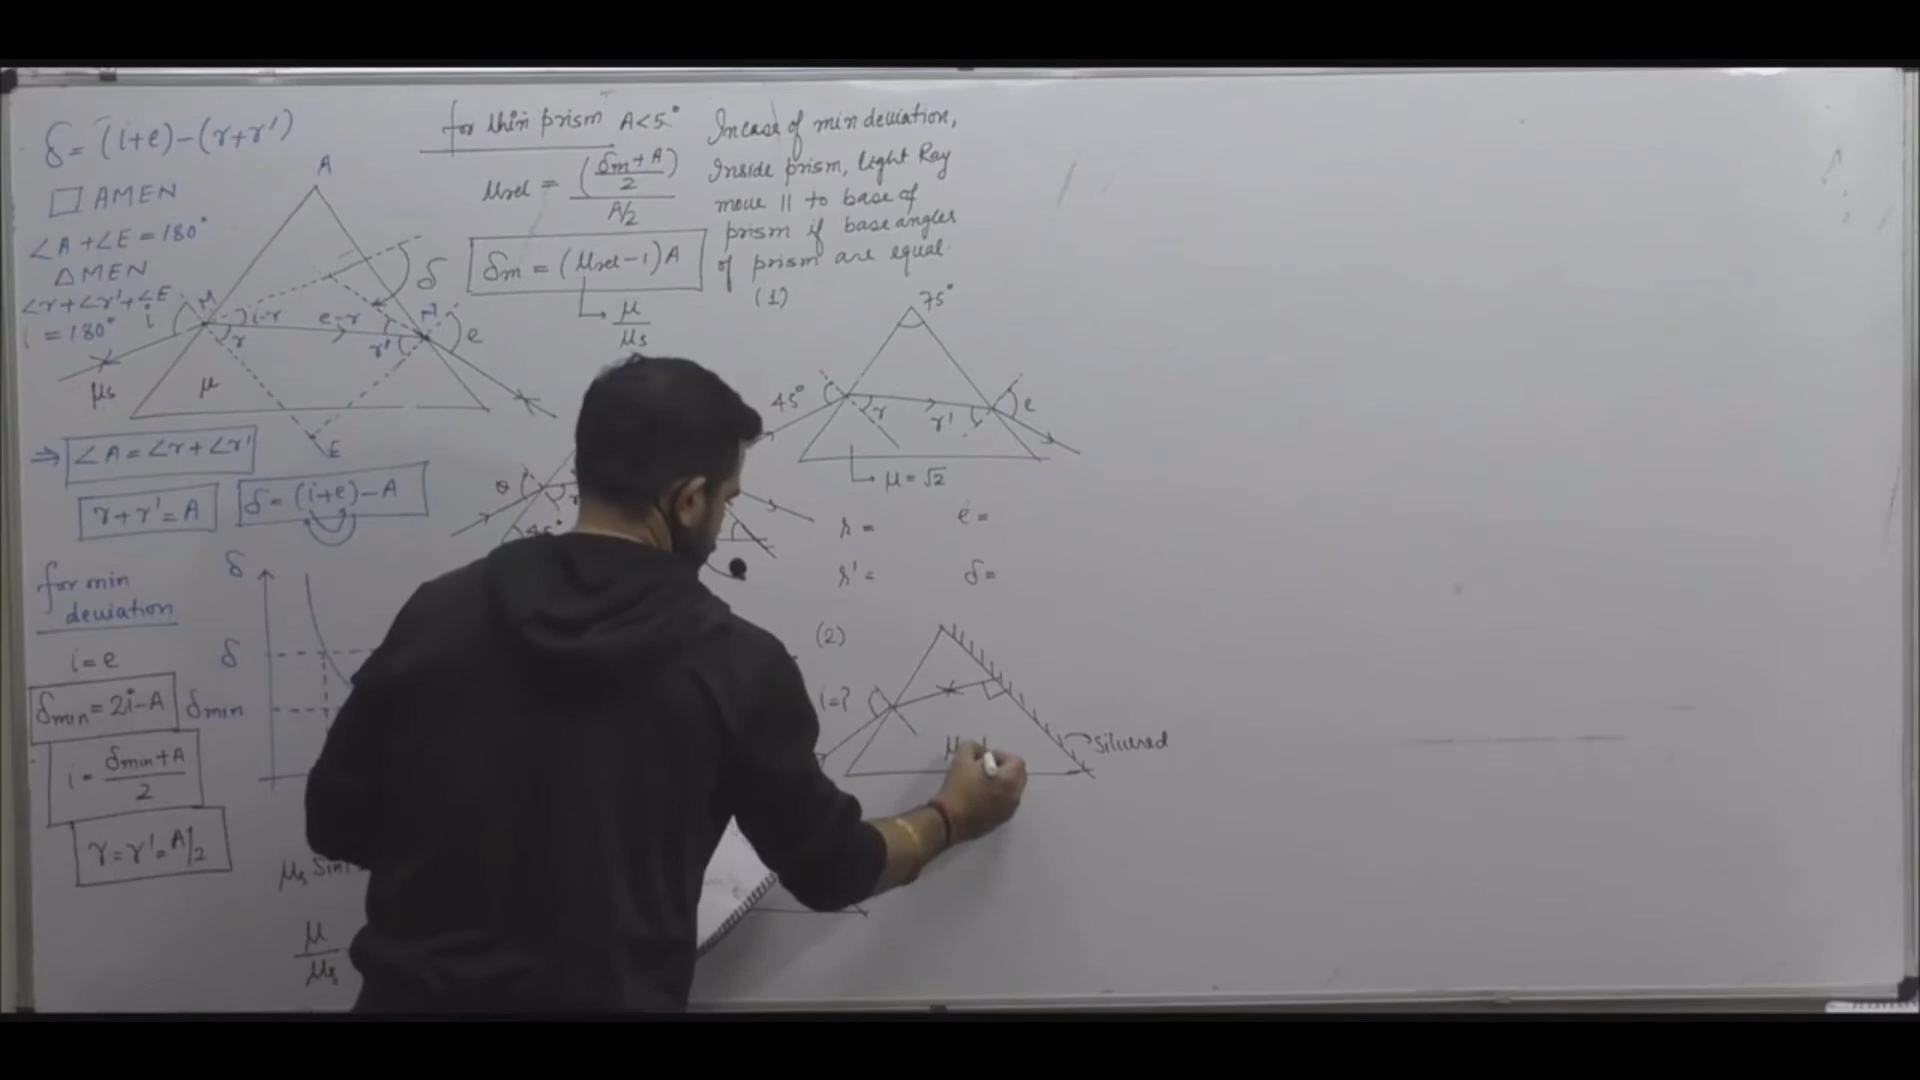 δ = (i+e)-(r+r')
□ AMEN
∠A+∠E = 180°
Δ MEN
∠r+∠r'+∠E
= 180°
A
M
i
i-r
r
e-r
r'
N
e
δ
μs
μ
E
⇒ ∠A = ∠r+∠r'
r+r' = A
δ = (i+e)-A
for min
deviation
i = e
δmin = 2i-A
i = δmin+A
2
r = r' = A/2
δ
δ
δmin
μs Sin
μ
μs
for thin prism A<5°
μrel = (δm+A
2)
A/2
δm = (μrel-1)A
μ
μs
Incase of min deviation,
Inside prism, light Ray
move || to base of
prism if base angles
of prism are equal.
θ
45°
(1)
75°
45°
r
r'
e
μ = √2
r =
e =
r' =
δ =
(2)
i=?
μ
Silvered